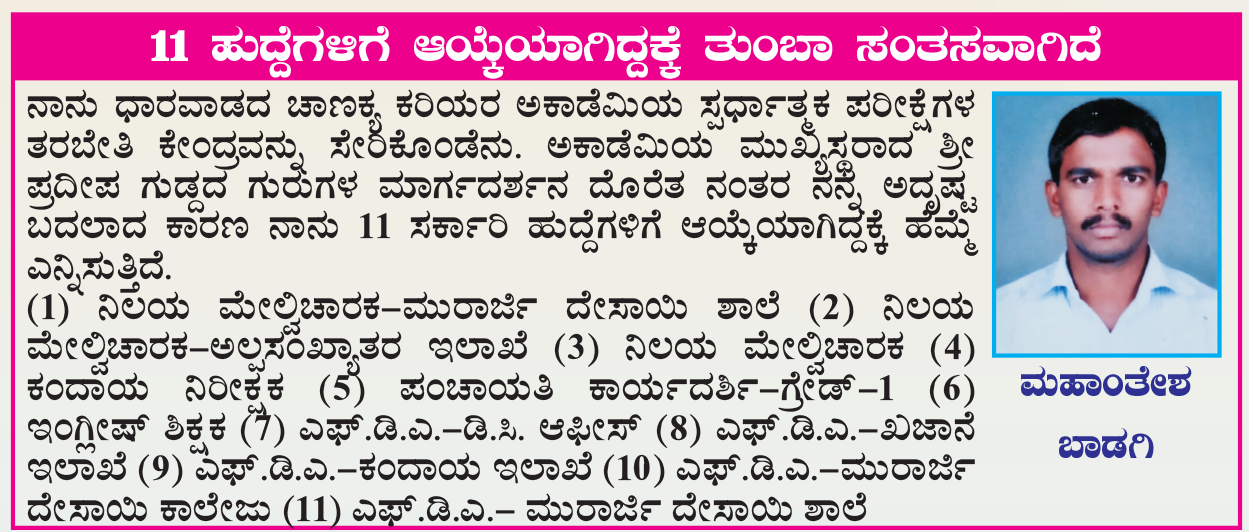 11 ಹುದ್ದೆಗಳಿಗೆ ಆಯ್ಕೆಯಾಗಿದ್ದಕ್ಕೆ ತುಂಬಾ ಸಂತಸವಾಗಿದೆ
ನಾನು ಧಾರವಾಡದ ಚಾಣಕ್ಯ ಕರಿಯರ ಅಕಾಡೆಮಿಯ ಸ್ಪರ್ಧಾತ್ಮಕ ಪರೀಕ್ಷೆಗಳ
ತರಬೇತಿ ಕೇಂದ್ರವನ್ನು ಸೇರಿಕೊಂಡೆನು. ಅಕಾಡೆಮಿಯ ಮುಖ್ಯಸ್ಥರಾದ ಶ್ರೀ
ಪ್ರದೀಪ ಗುಡ್ಡದ ಗುರುಗಳ ಮಾರ್ಗದರ್ಶನ ದೊರೆತ ನಂತರ ನನ್ನ ಅದೃಷ್ಟ
ಬದಲಾದ ಕಾರಣ ನಾನು 11 ಸರ್ಕಾರಿ ಹುದ್ದೆಗಳಿಗೆ ಆಯ್ಕೆಯಾಗಿದ್ದಕ್ಕೆ ಹೆಮ್ಮೆ
ಎನ್ನಿಸುತ್ತಿದೆ.
(1) ನಿಲಯ ಮೇಲ್ವಿಚಾರಕ–ಮುರಾರ್ಜಿ ದೇಸಾಯಿ ಶಾಲೆ (2) ನಿಲಯ
ಮೇಲ್ವಿಚಾರಕ–ಅಲ್ಪಸಂಖ್ಯಾತರ ಇಲಾಖೆ (3) ನಿಲಯ ಮೇಲ್ವಿಚಾರಕ (4)
ಕಂದಾಯ ನಿರೀಕ್ಷಕ (5) ಪಂಚಾಯತಿ ಕಾರ್ಯದರ್ಶಿ–ಗ್ರೇಡ್–1 (6)
ಇಂಗ್ಲೀಷ್ ಶಿಕ್ಷಕ (7) ಎಫ್.ಡಿ.ಎ.–ಡಿ.ಸಿ. ಆಫೀಸ್ (8) ಎಫ್.ಡಿ.ಎ.–ಖಜಾನೆ
ಇಲಾಖೆ (9) ಎಫ್.ಡಿ.ಎ.–ಕಂದಾಯ ಇಲಾಖೆ (10) ಎಫ್.ಡಿ.ಎ.–ಮುರಾರ್ಜಿ
ದೇಸಾಯಿ ಕಾಲೇಜು (11) ಎಫ್.ಡಿ.ಎ.– ಮುರಾರ್ಜಿ ದೇಸಾಯಿ ಶಾಲೆ
ಮಹಾಂತೇಶ
ಬಾಡಗಿ